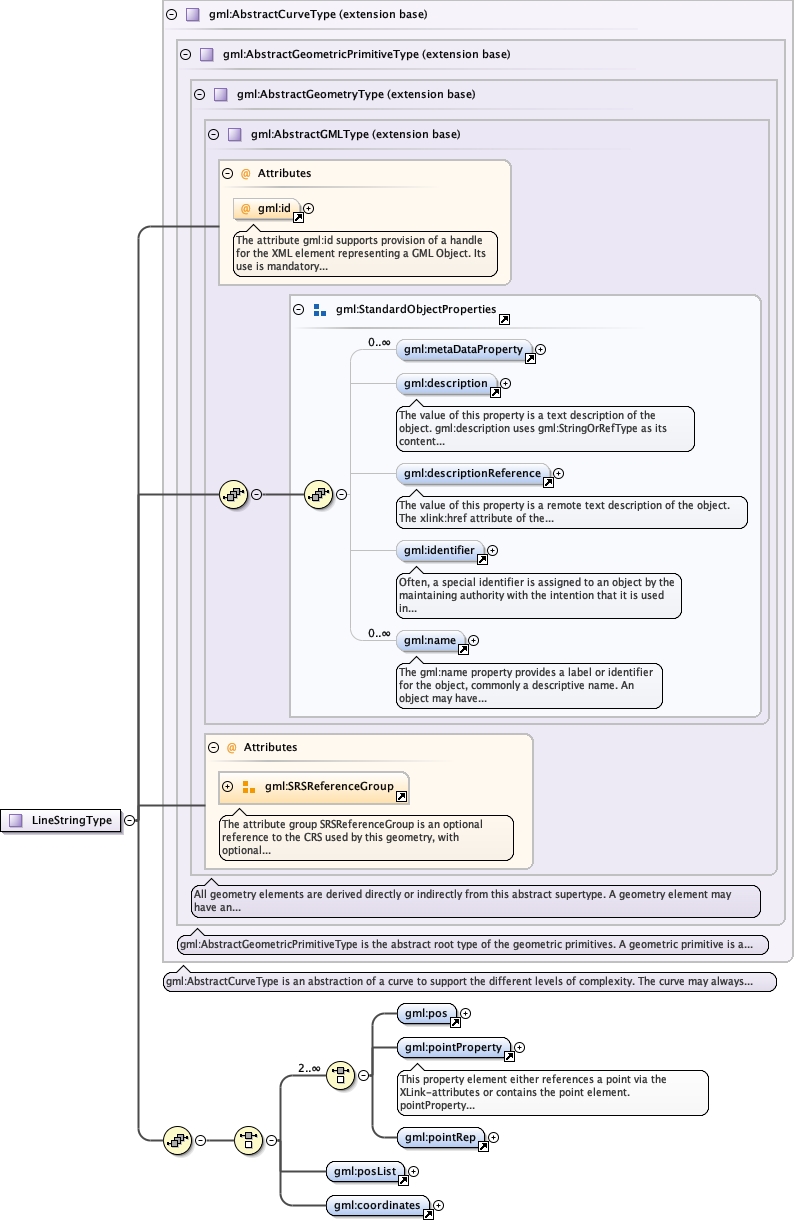 gml:AbstractCurveType (extension base)
gml:AbstractGeometricPrimitiveType (extension base)
gml:AbstractGeometryType (extension base)
gml:AbstractGMLType (extension base)
@ Attributes
@ gml:id
The attribute gml:id supports provision of a handle
for the XML element representing a GML Object. Its
use is mandatory...
gml:StandardObjectProperties
0..∞
gml:metaDataProperty
gml:description
The value of this property is a text description of the
object. gml:description uses gml:StringOrRefType as its
content...
gml:descriptionReference
The value of this property is a remote text description of the object.
The xlink:href attribute of the...
gml:identifier
Often, a special identifier is assigned to an object by the
maintaining authority with the intention that it is used
in...
0..∞
gml:name
The gml:name property provides a label or identifier
for the object, commonly a descriptive name. An
object may have...
@ Attributes
gml:SRSReferenceGroup
LineStringType
The attribute group SRSReferenceGroup is an optional
reference to the CRS used by this geometry, with
optional...
All geometry elements are derived directly or indirectly from this abstract supertype. A geometry element may
have an...
gml:AbstractGeometricPrimitiveType is the abstract root type of the geometric primitives. A geometric primitive is a...
gml:AbstractCurveType is an abstraction of a curve to support the different levels of complexity. The curve may always...
gml:pos
gml:pointProperty
2..∞
This property element either references a point via the
XLink-attributes or contains the point element.
pointProperty...
gml:pointRep
gml:posList
gml:coordinates